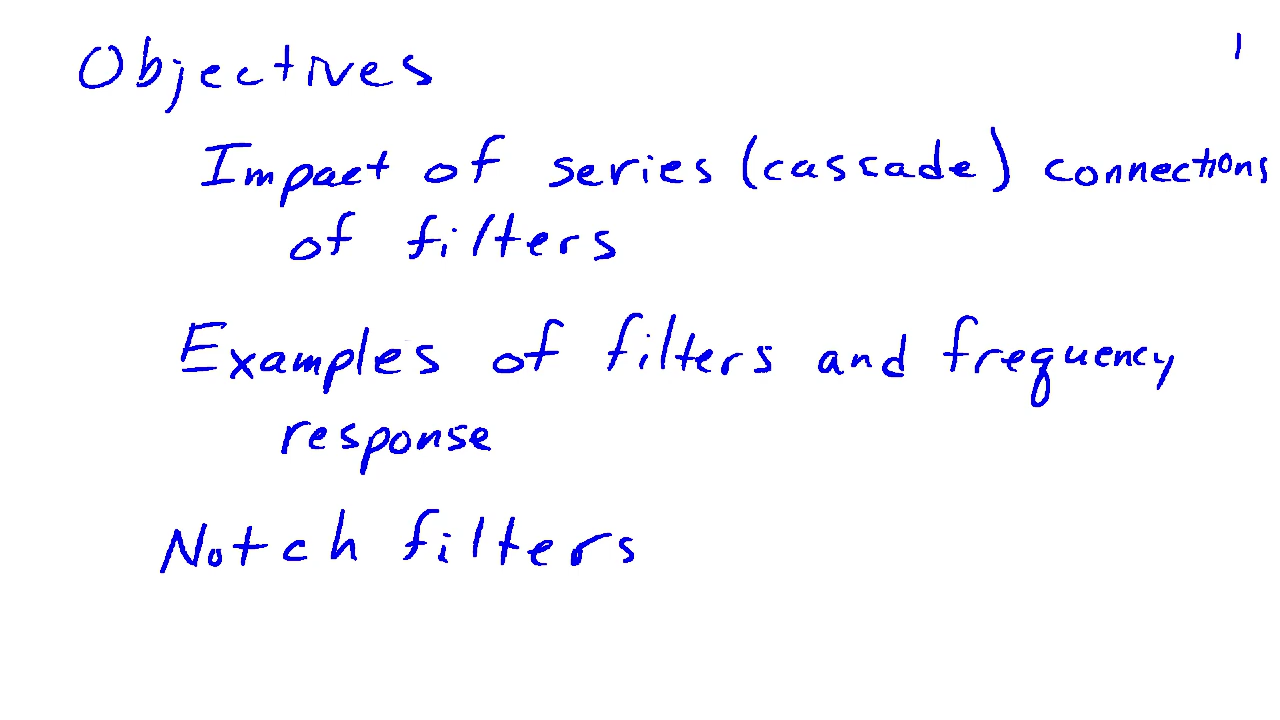 1
Objectives
Impact of series (cascade) connections
of filters
Examples of filters and frequency
response
Notch filters